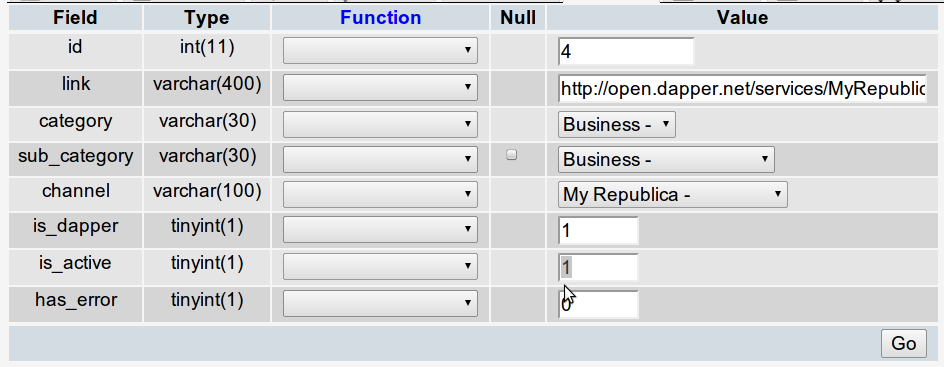 Field Type Function Null Value
id int(11) 4
link varchar(400) http://open.dapper.net/services/MyRepublic
category varchar(30) Business -
sub_category varchar(30) Business -
channel varchar(100) My Republica -
is_dapper tinyint(1) 1
is_active tinyint(1) 1
has_error tinyint(1) 0
Go